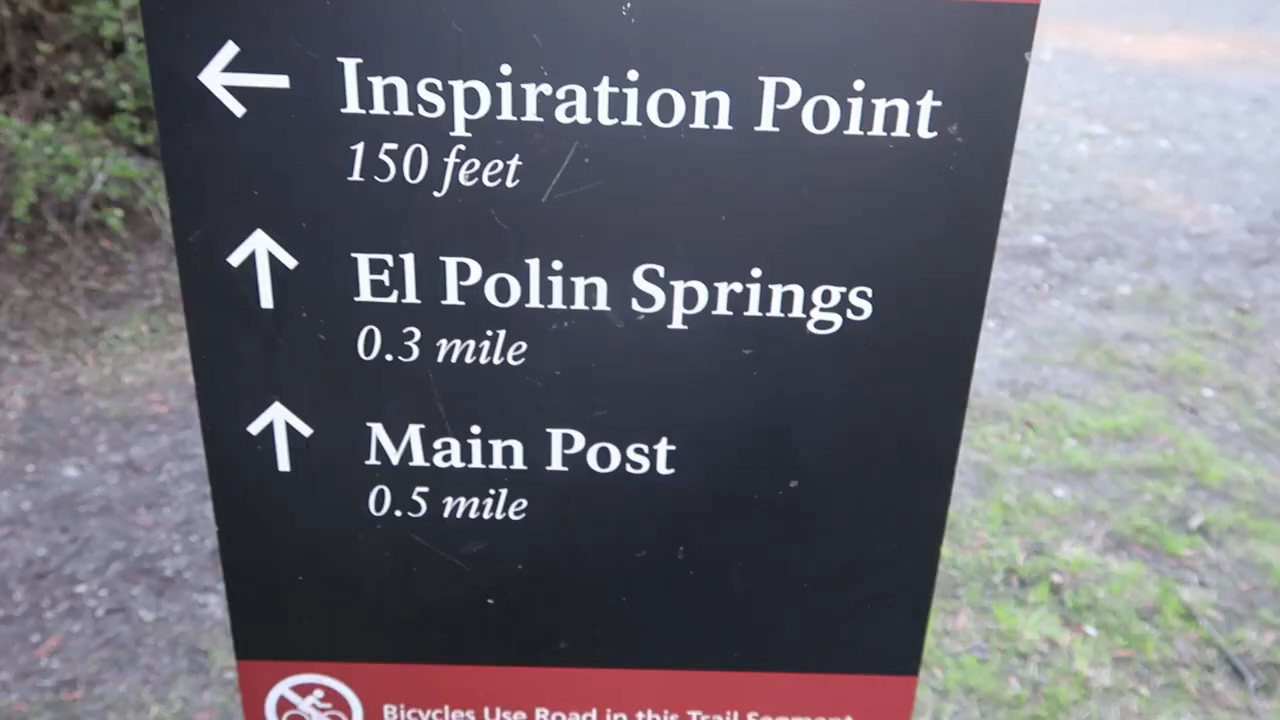 Inspiration Point
150 feet
El Polin Springs
0.3 mile
Main Post
0.5 mile
Bicycles Use Road in this Trail Segment